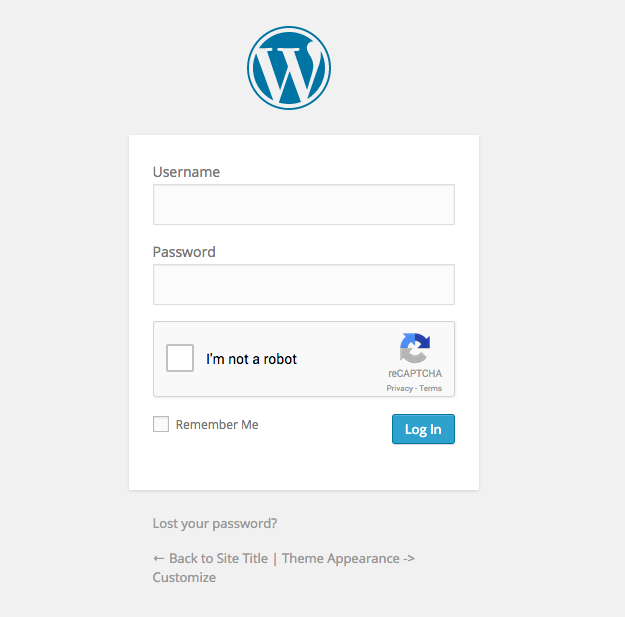 W
Username
Password
I'm not a robot
reCAPTCHA
Privacy - Terms
Remember Me
Log In
Lost your password?
← Back to Site Title | Theme Appearance ->
Customize